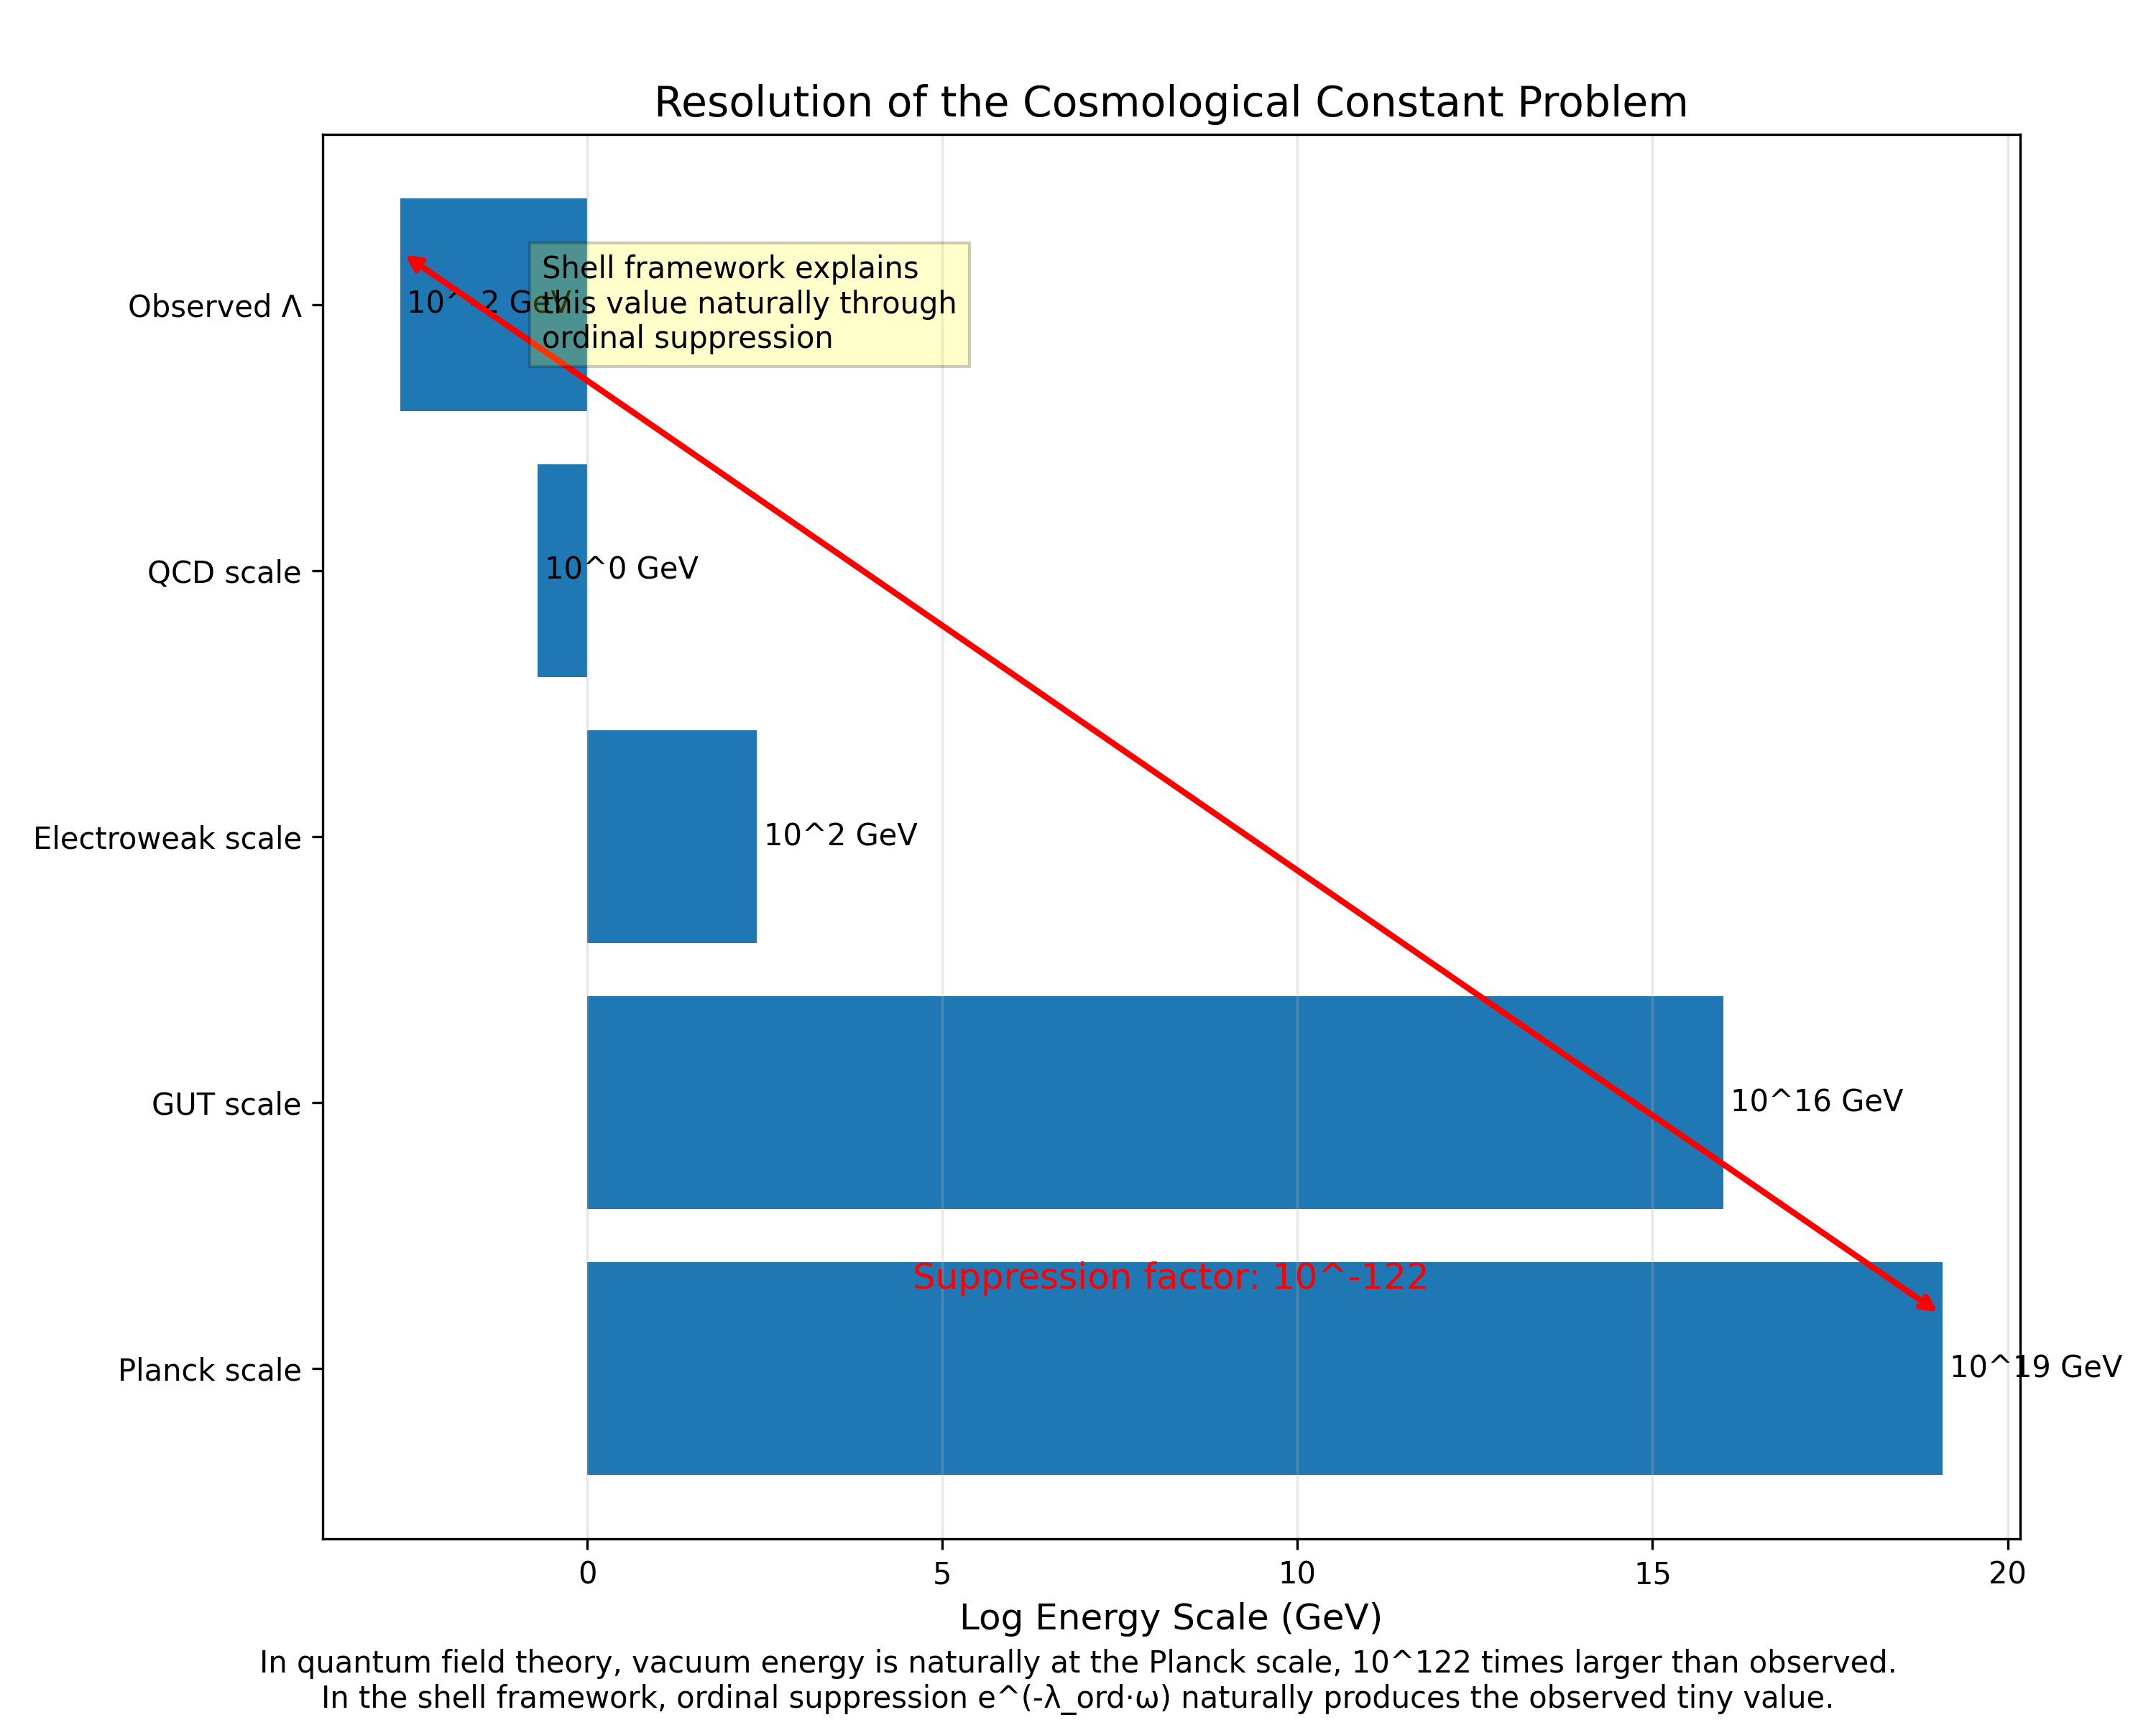 Resolution of the Cosmological Constant Problem
Observed Λ
10^-2 GeV
Shell framework explains
this value naturally through
ordinal suppression
QCD scale
10^0 GeV
Electroweak scale
10^2 GeV
GUT scale
10^16 GeV
Suppression factor: 10^-122
Planck scale
10^19 GeV
0 5 10 15 20
Log Energy Scale (GeV)
In quantum field theory, vacuum energy is naturally at the Planck scale, 10^122 times larger than observed.
In the shell framework, ordinal suppression e^(-λ_ord·ω) naturally produces the observed tiny value.